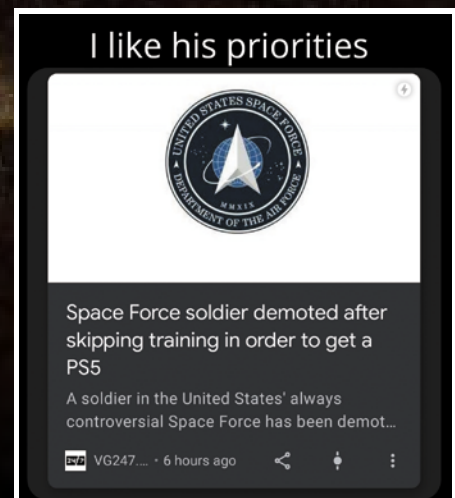 I like his priorities
UNITED STATES SPACE FORCE
DEPARTMENT OF THE AIR FORCE
MMXIX
Space Force soldier demoted after
skipping training in order to get a
PS5
A soldier in the United States' always
controversial Space Force has been demot...
VG247.... · 6 hours ago